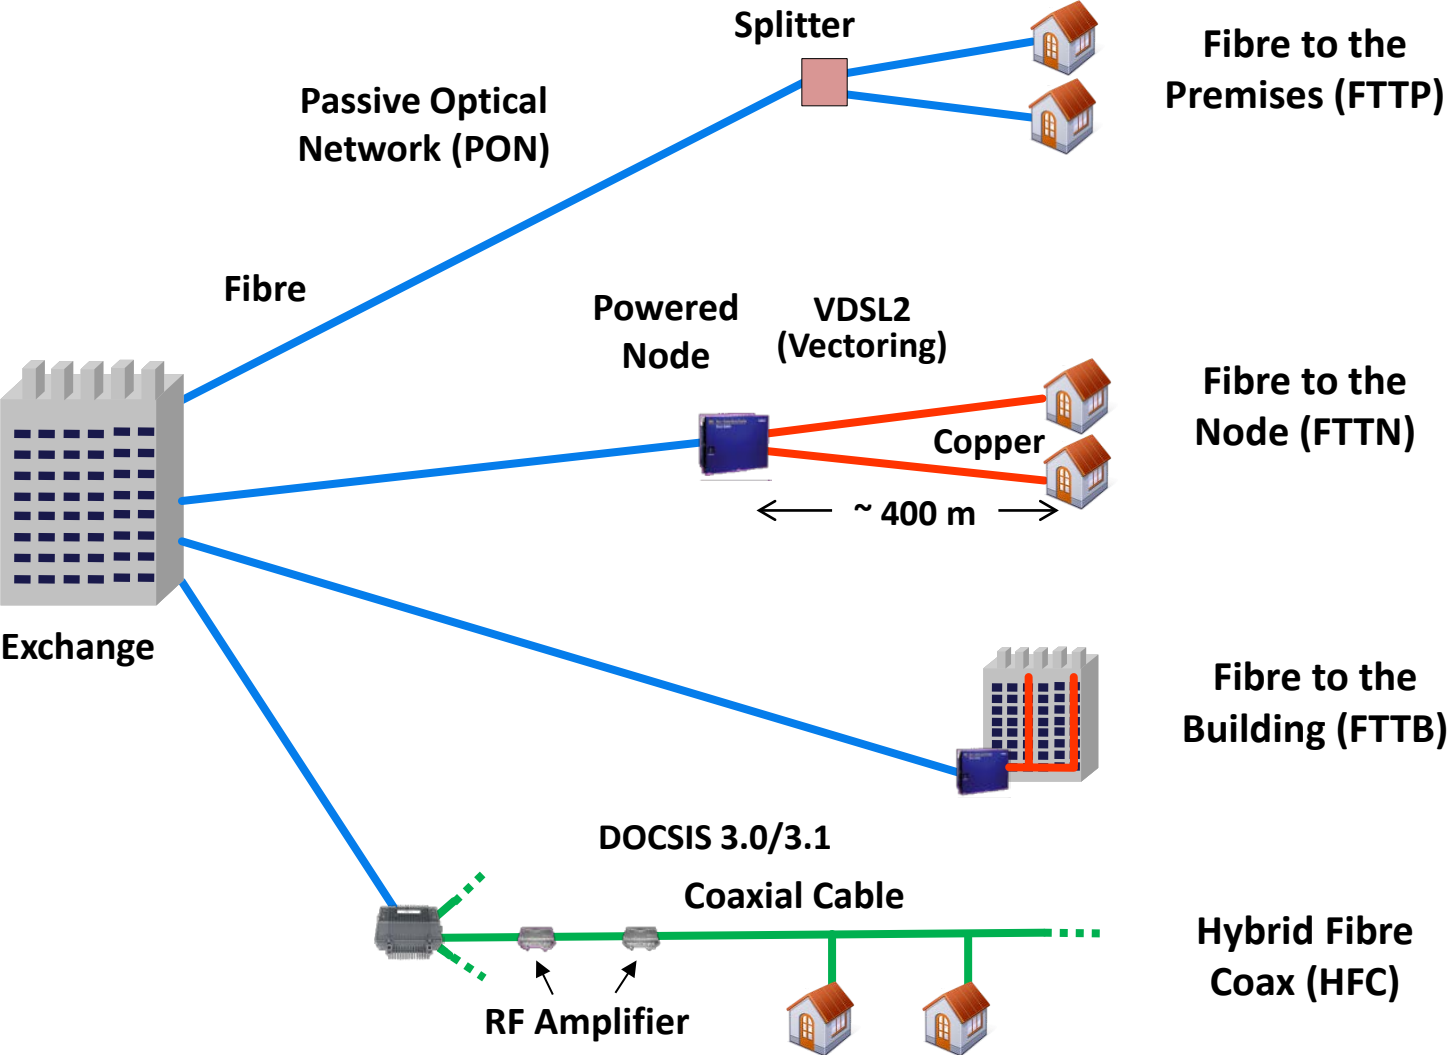 Splitter
Fibre to the
Premises (FTTP)
Passive Optical
Network (PON)
Fibre
Powered
Node
VDSL2
(Vectoring)
Fibre to the
Node (FTTN)
Copper
~ 400 m
Exchange
Fibre to the
Building (FTTB)
DOCSIS 3.0/3.1
Coaxial Cable
Hybrid Fibre
Coax (HFC)
RF Amplifier